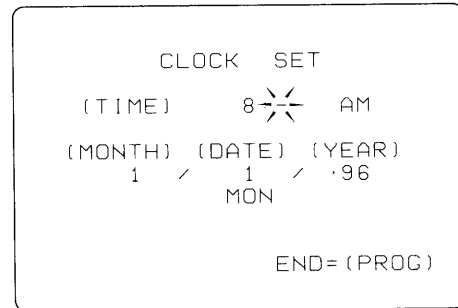 CLOCK SET
(TIME) 8 -- AM
(MONTH) (DATE) (YEAR)
1 / 1 / '96
MON
END=(PROG)